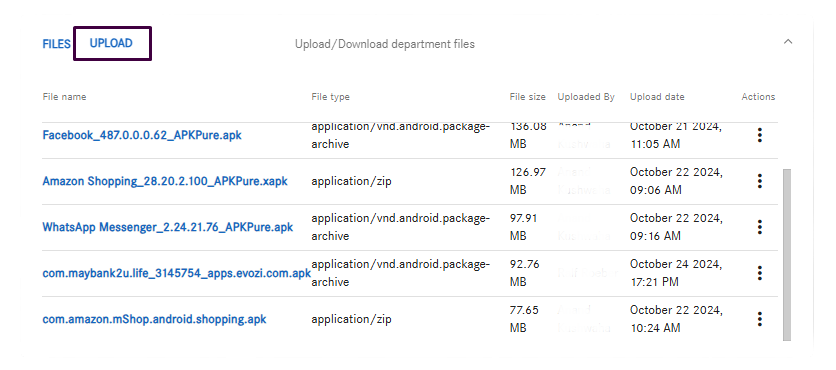 FILES UPLOAD Upload/Download department files
File name File type File size Uploaded By Upload date Actions
Facebook_487.0.0.0.62_APKPure.apk application/vnd.android.package-archive 136.08 MB October 21 2024, 11:05 AM
Amazon Shopping_28.20.2.100_APKPure.xapk application/zip 126.97 MB October 22 2024, 09:06 AM
WhatsApp Messenger_2.24.21.76_APKPure.apk application/vnd.android.package-archive 97.91 MB October 22 2024, 09:16 AM
com.maybank2u.life_3145754_apps.evozi.com.apk application/vnd.android.package-archive 92.76 MB October 24 2024, 17:21 PM
com.amazon.mShop.android.shopping.apk application/zip 77.65 MB October 22 2024, 10:24 AM